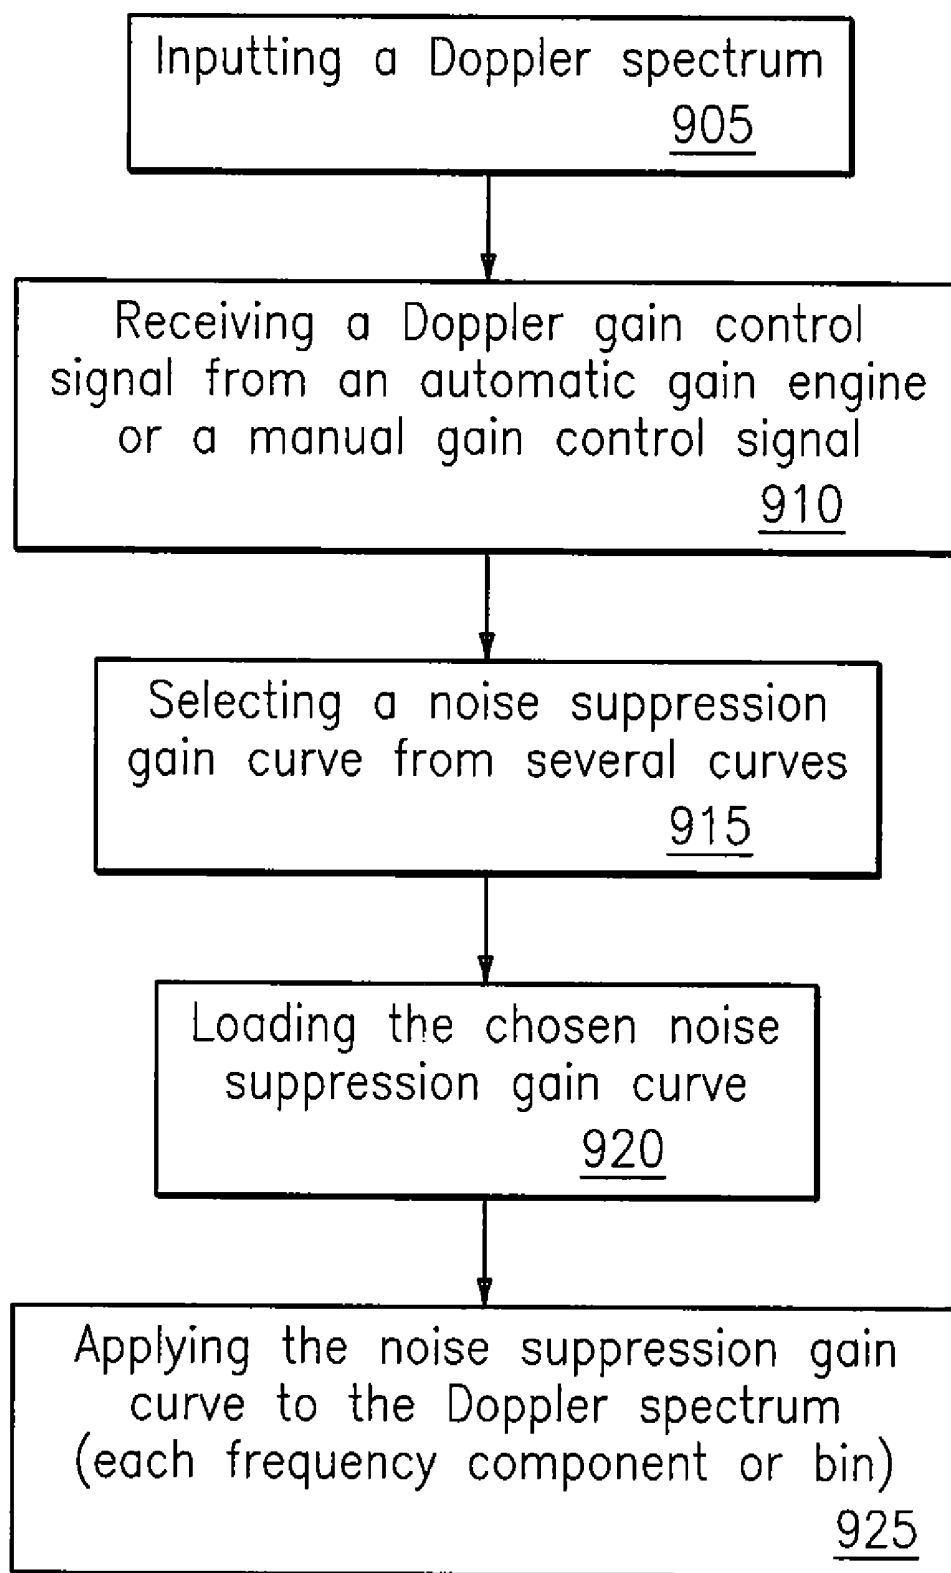 Inputting a Doppler spectrum
905
Receiving a Doppler gain control
signal from an automatic gain engine
or a manual gain control signal
910
Selecting a noise suppression
gain curve from several curves
915
Loading the chosen noise
suppression gain curve
920
Applying the noise suppression gain
curve to the Doppler spectrum
(each frequency component or bin)
925